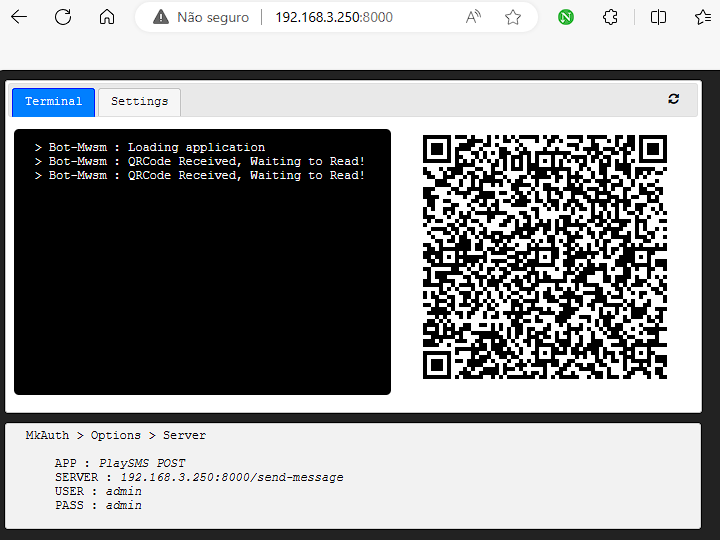 Não seguro
192.168.3.250:8000
Terminal
Settings
> Bot-Mwsm : Loading application
> Bot-Mwsm : QRCode Received, Waiting to Read!
> Bot-Mwsm : QRCode Received, Waiting to Read!
MkAuth > Options > Server
APP : PlaySMS POST
SERVER : 192.168.3.250:8000/send-message
USER : admin
PASS : admin